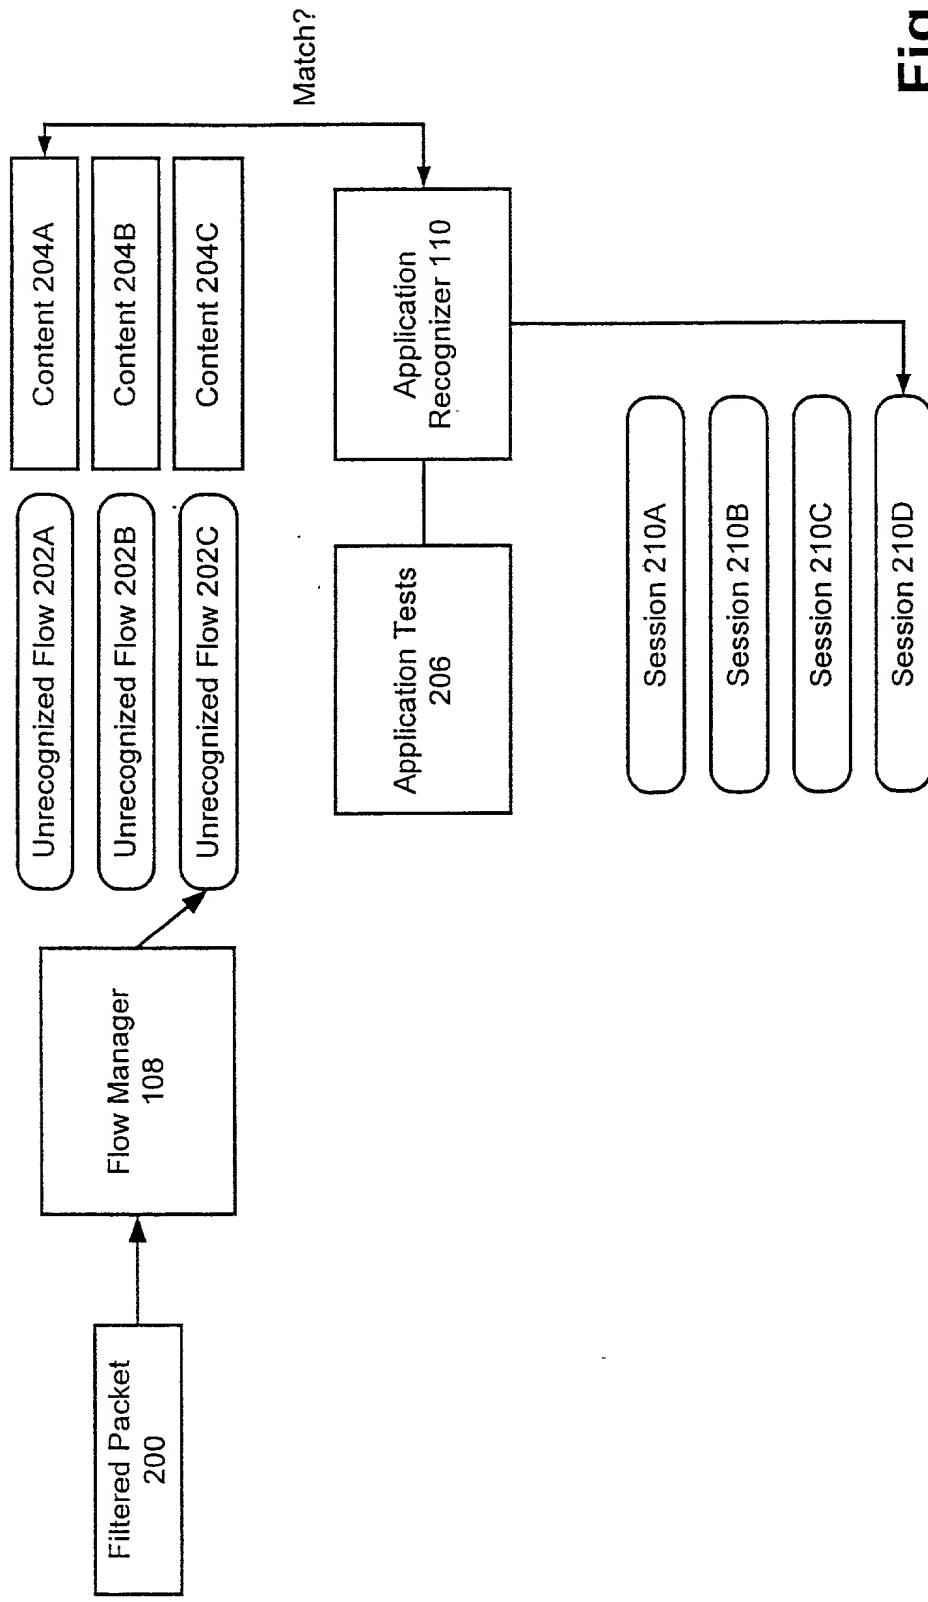 Filtered Packet
200
Flow Manager
108
Unrecognized Flow 202A
Unrecognized Flow 202B
Unrecognized Flow 202C
Content 204A
Content 204B
Content 204C
Match?
Application Tests
206
Application
Recognizer 110
Session 210A
Session 210B
Session 210C
Session 210D
Fig